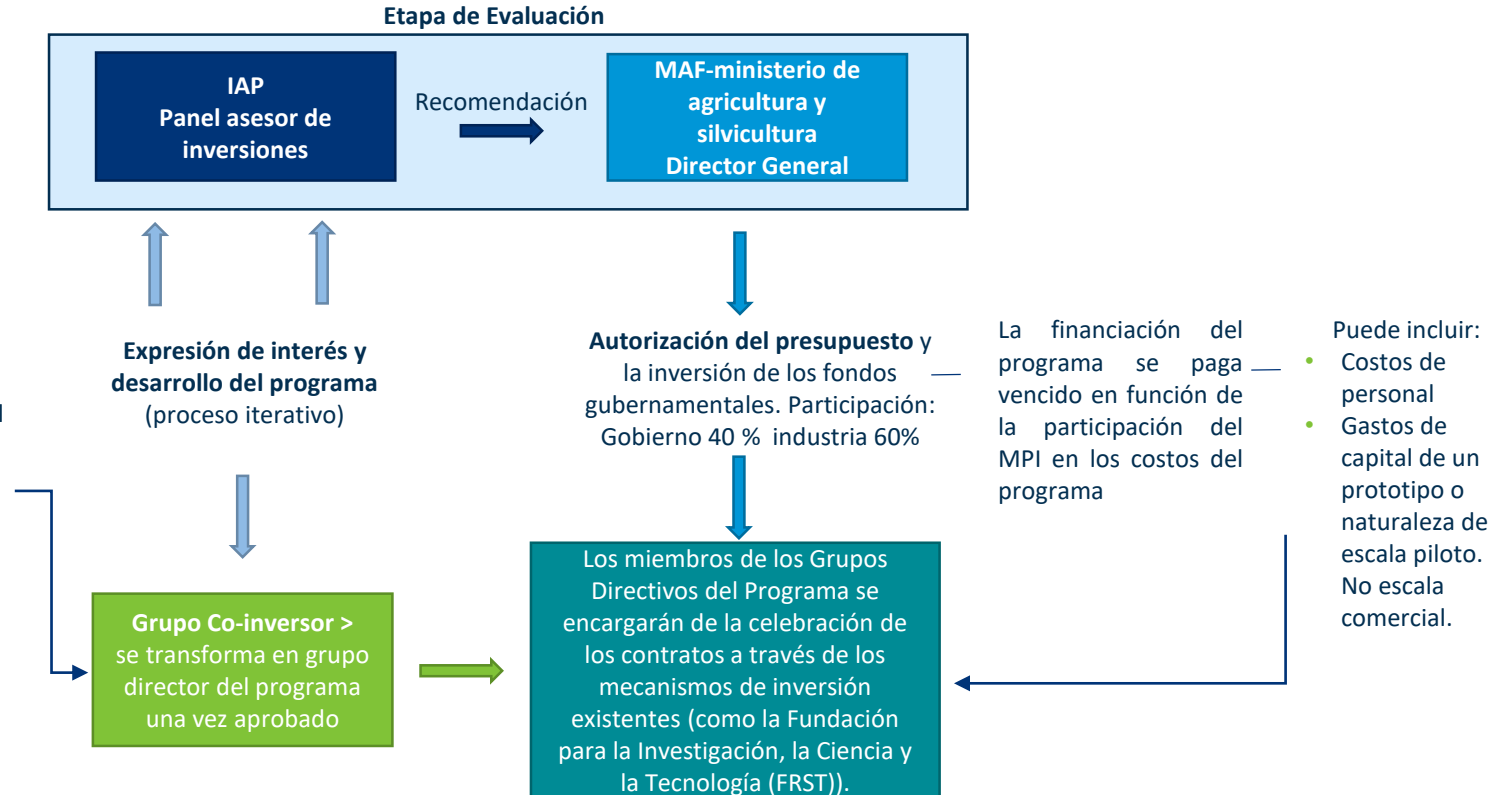 Etapa de Evaluación
IAP
Panel asesor de
inversiones
Recomendación
MAF-ministerio de
agricultura y
silvicultura
Director General
Expresión de interés y
desarrollo del programa
(proceso iterativo)
Autorización del presupuesto y
la inversión de los fondos
gubernamentales. Participación:
Gobierno 40 % industria 60%
La financiación del
programa se paga
vencido en función de
la participación del
MPI en los costos del
programa
Puede incluir:
• Costos de
personal
• Gastos de
capital de un
prototipo o
naturaleza de
escala piloto.
No escala
comercial.
Grupo Co-inversor >
se transforma en grupo
director del programa
una vez aprobado
Los miembros de los Grupos
Directivos del Programa se
encargarán de la celebración de
los contratos a través de los
mecanismos de inversión
existentes (como la Fundación
para la Investigación, la Ciencia y
la Tecnología (FRST)).